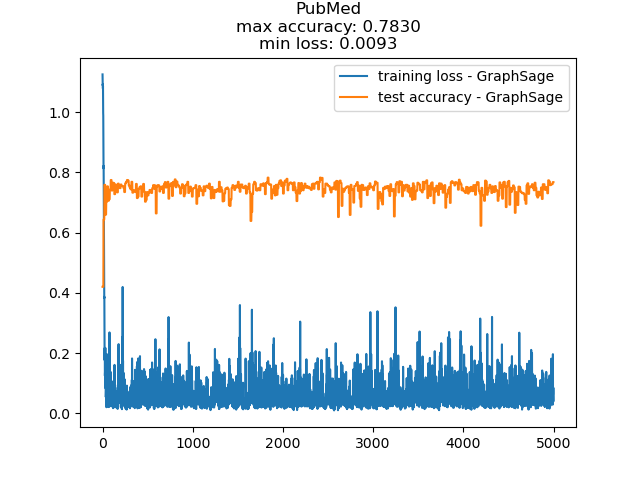 PubMed
max accuracy: 0.7830
min loss: 0.0093
training loss - GraphSage
test accuracy - GraphSage
1.0
0.8
0.6
0.4
0.2
0.0
0 1000 2000 3000 4000 5000